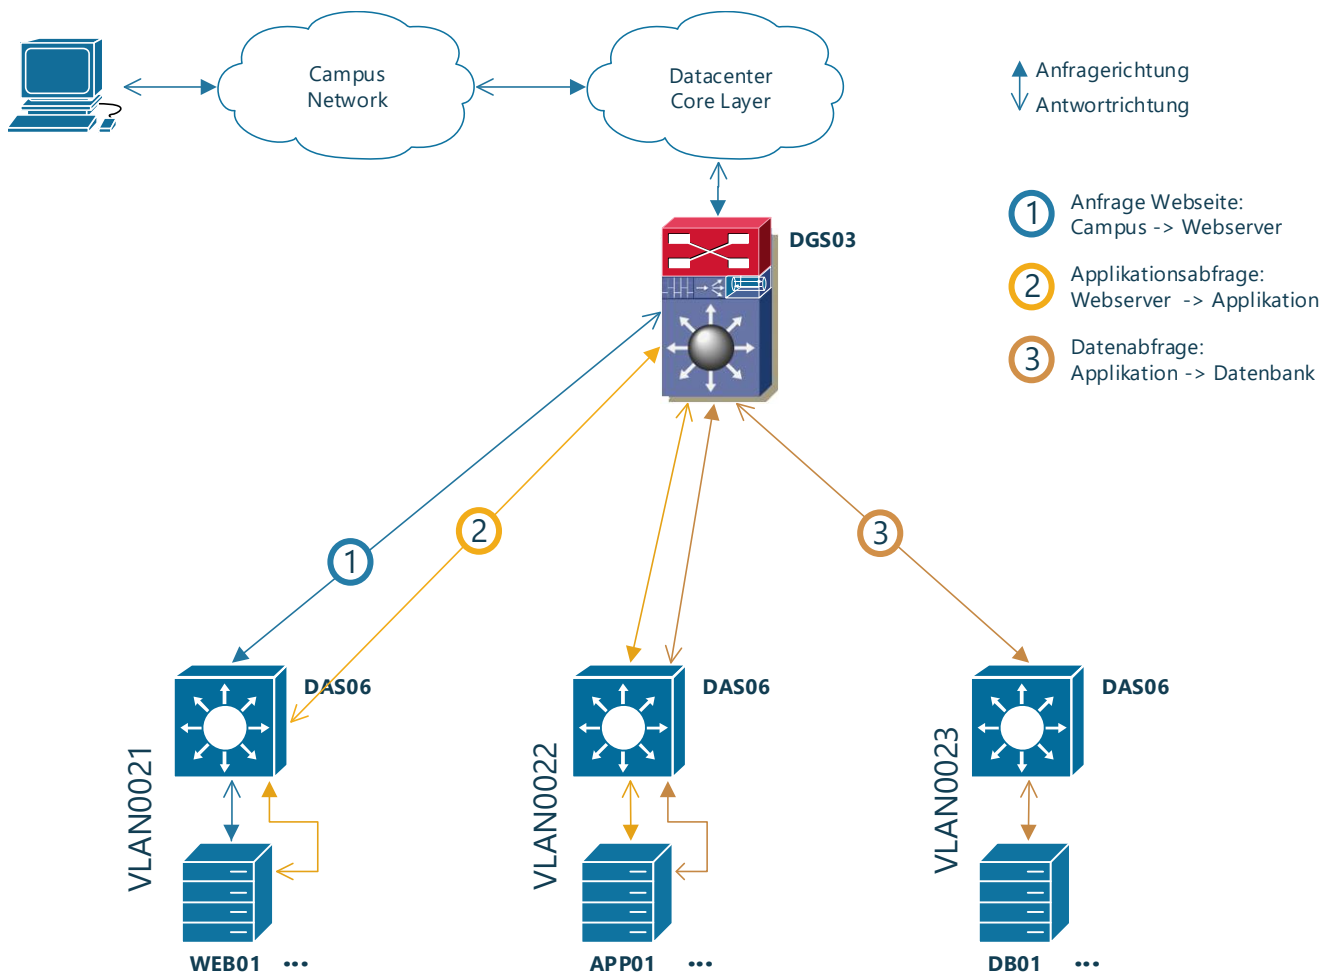 Campus
Network
Datacenter
Core Layer
Anfragerichtung
Antwortrichtung
1
Anfrage Webseite:
Campus -> Webserver
DGS03
2
Applikationsabfrage:
Webserver -> Applikation
3
Datenabfrage:
Applikation -> Datenbank
1
2
3
DAS06
DAS06
DAS06
VLAN0021
VLAN0022
VLAN0023
WEB01 ...
APP01 ...
DB01 ...